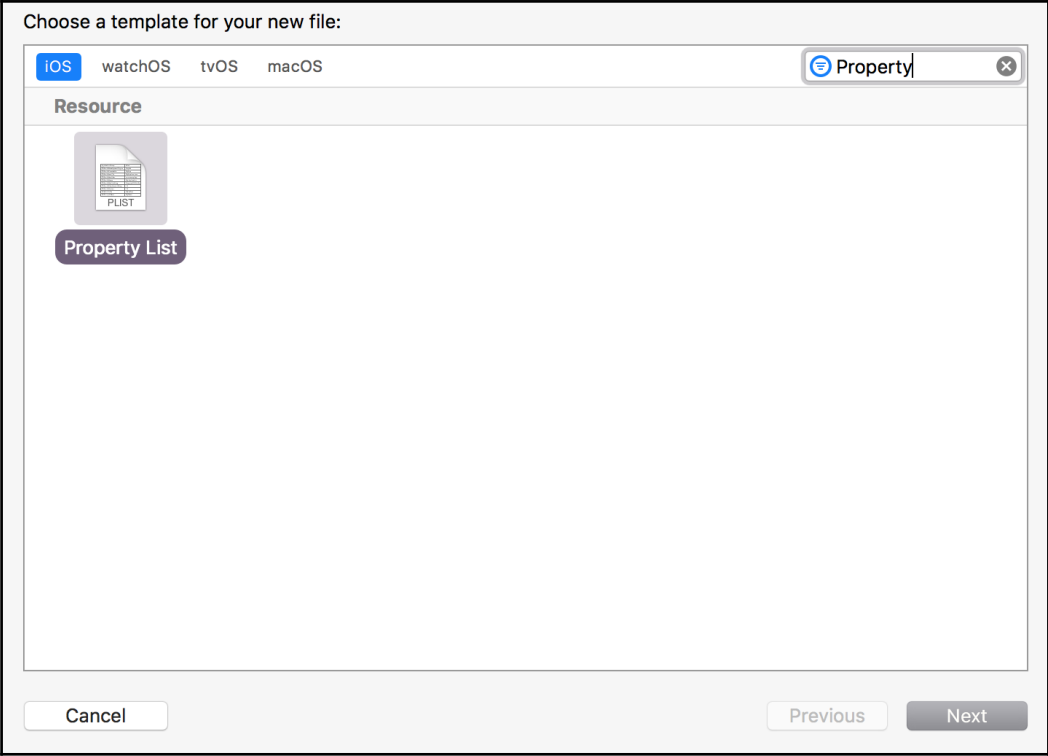 Choose a template for your new file:
iOS watchOS tvOS macOS Property
Resource
PLIST
Property List
Cancel Previous Next